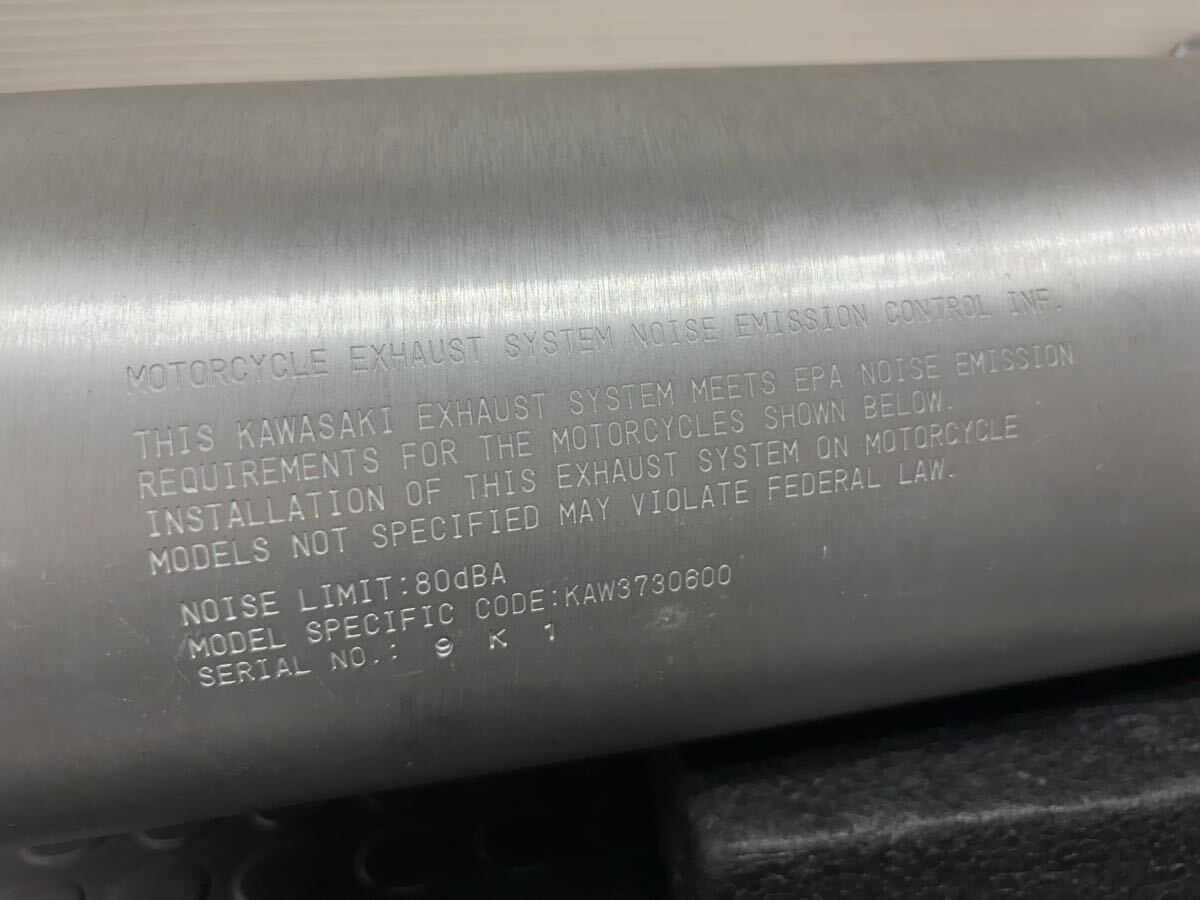 MOTORCYCLE EXHAUST SYSTEM NOISE EMISSION CONTROL INF.
THIS KAWASAKI EXHAUST SYSTEM MEETS EPA NOISE EMISSION
REQUIREMENTS FOR THE MOTORCYCLES SHOWN BELOW.
INSTALLATION OF THIS EXHAUST SYSTEM ON MOTORCYCLE
MODELS NOT SPECIFIED MAY VIOLATE FEDERAL LAW.
NOISE LIMIT:80dBA
MODEL SPECIFIC CODE:KAW3730600
SERIAL NO.: 9 K 1